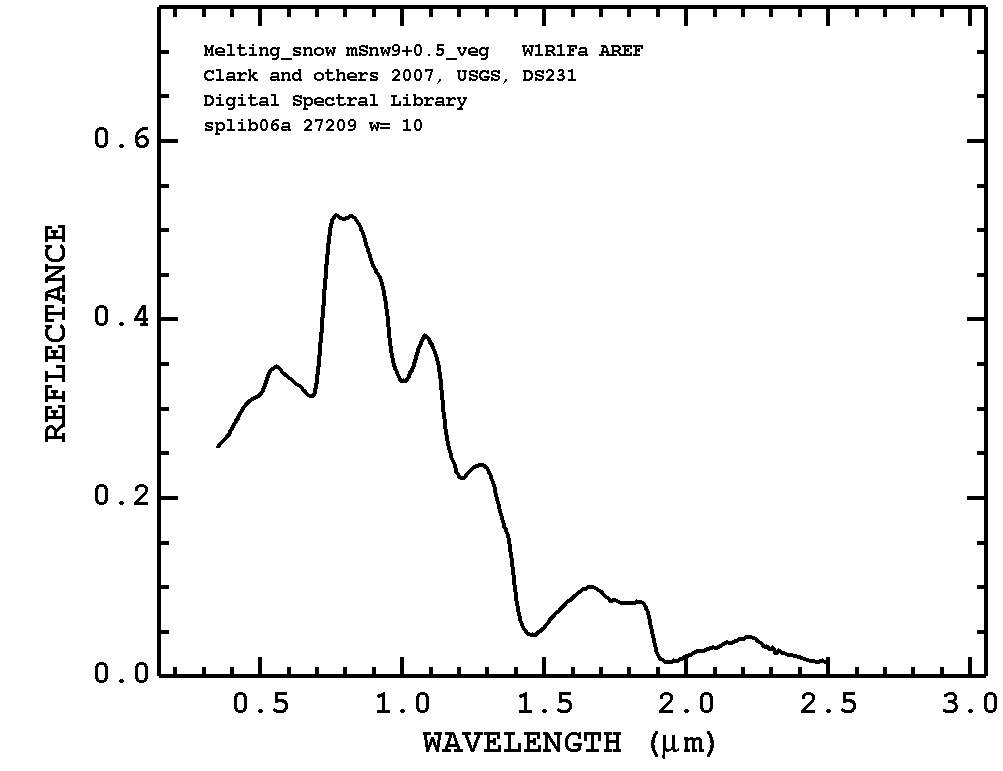 Melting_snow mSnw9+0.5_veg W1R1Fa AREF
Clark and others 2007, USGS, DS231
Digital Spectral Library
splib06a 27209 w= 10
REFLECTANCE
0.6
0.4
0.2
0.0
0.5 1.0 1.5 2.0 2.5 3.0
WAVELENGTH (μm)